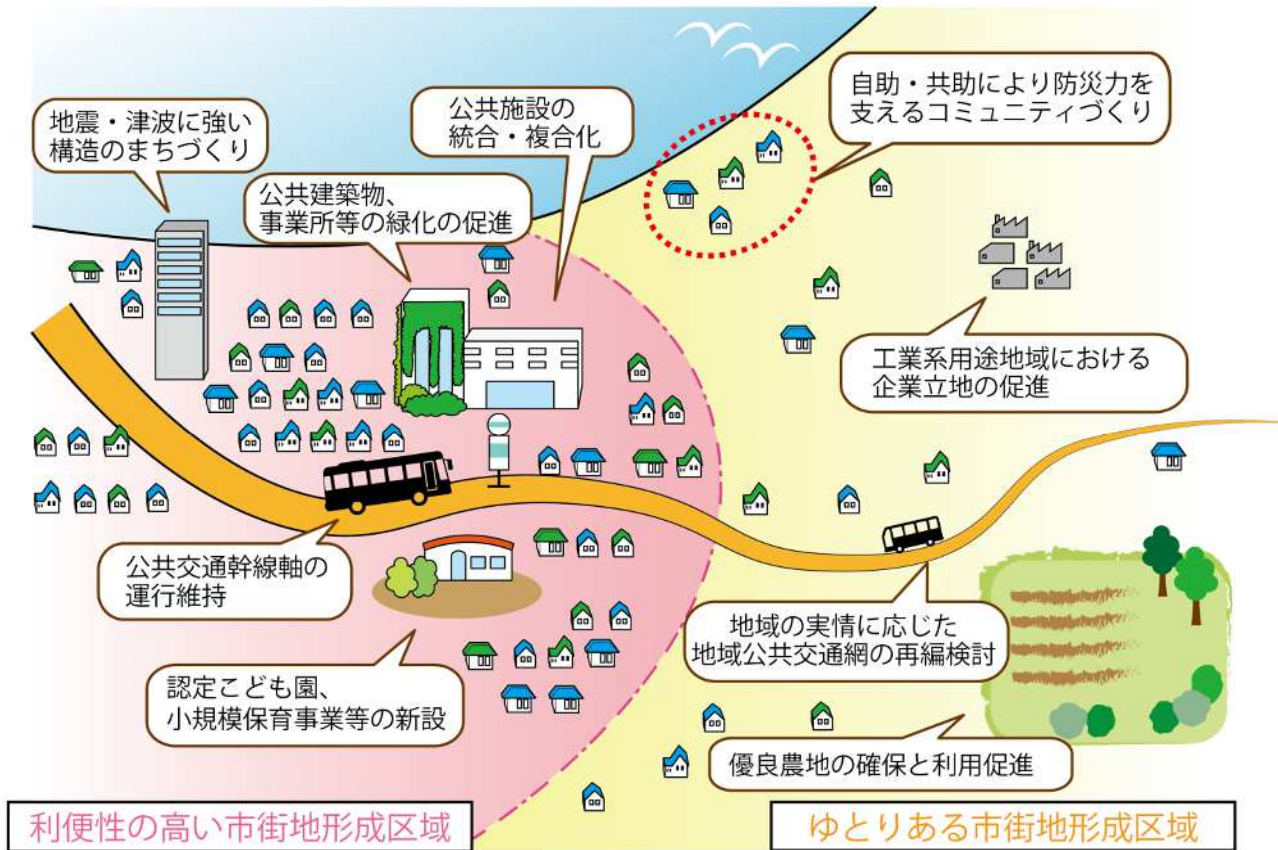 地震・津波に強い
構造のまちづくり
公共施設の
統合・複合化
自助・共助により防災力を
支えるコミュニティづくり
公共建築物、
事業所等の緑化の促進
工業系用途地域における
企業立地の促進
公共交通幹線軸の
運行維持
地域の実情に応じた
地域公共交通網の再編検討
認定こども園、
小規模保育事業等の新設
優良農地の確保と利用促進
利便性の高い市街地形成区域
ゆとりある市街地形成区域